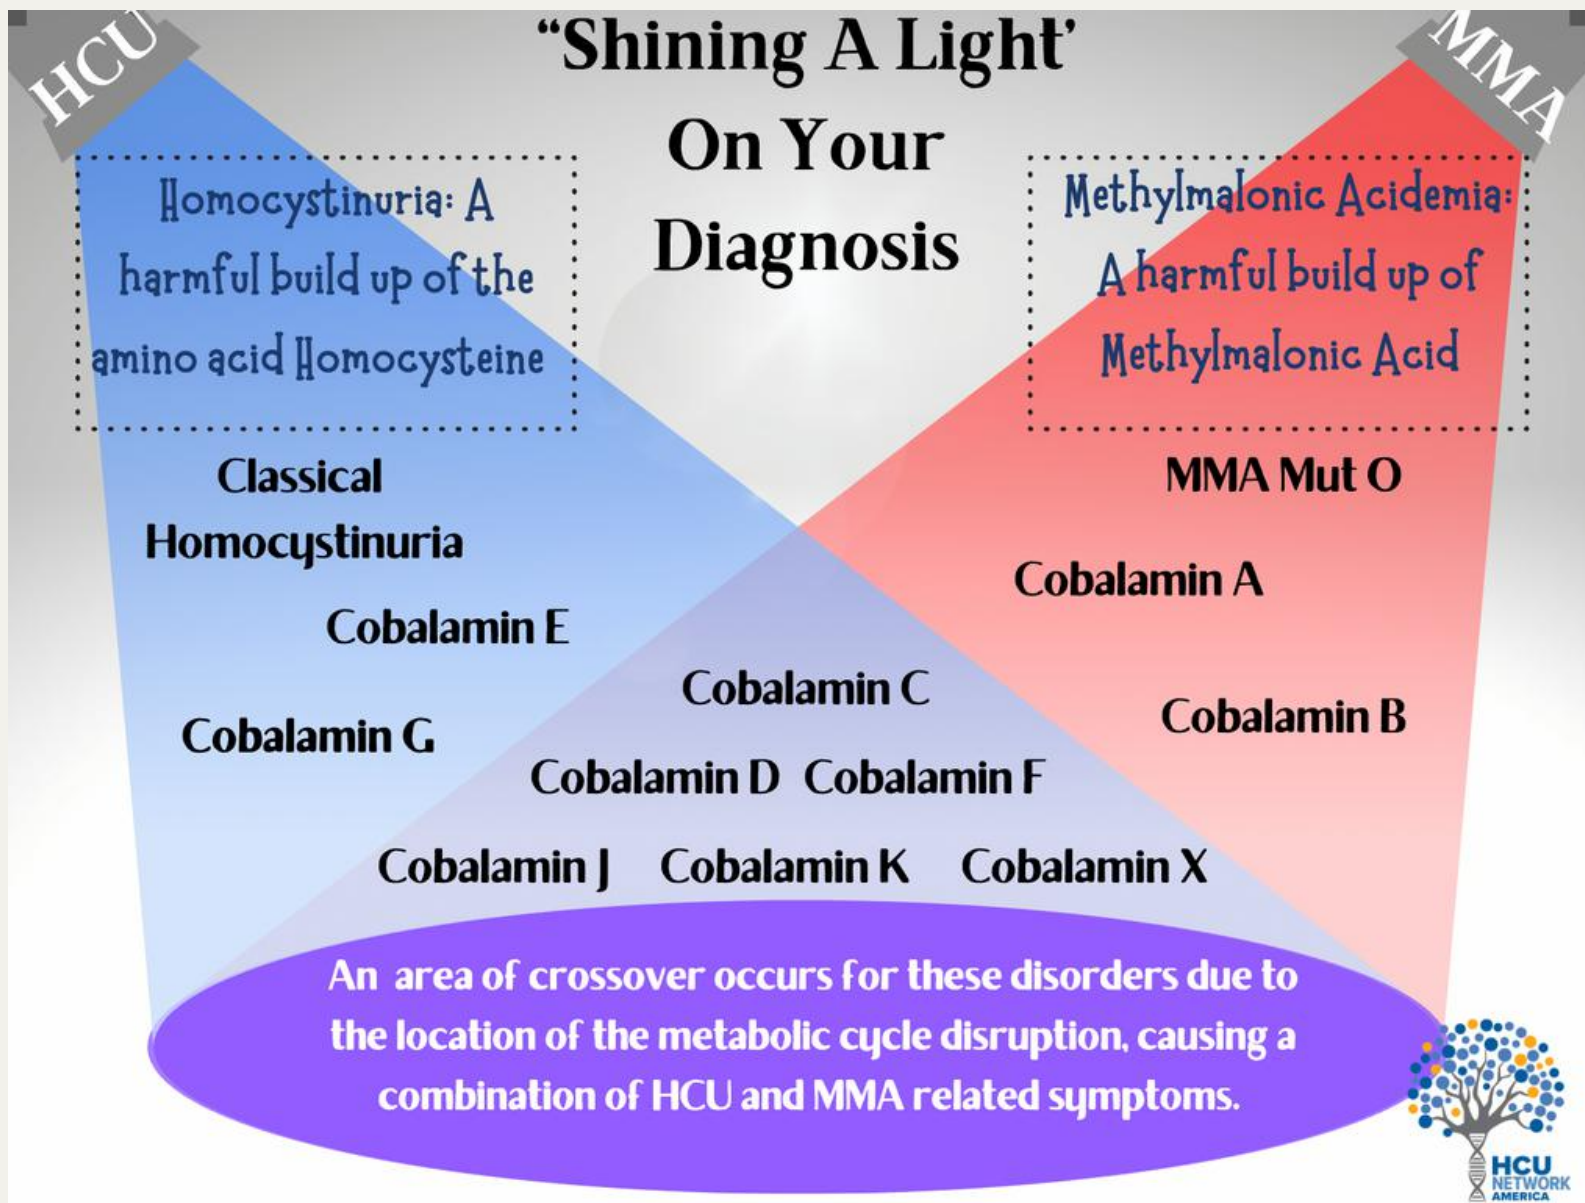 HCU
MMA
“Shining A Light’
On Your
Diagnosis
Homocystinuria: A
harmful build up of the
amino acid Homocysteine
Methylmalonic Acidemia:
A harmful build up of
Methylmalonic Acid
Classical
Homocystinuria
Cobalamin E
Cobalamin G
MMA Mut O
Cobalamin A
Cobalamin B
Cobalamin C
Cobalamin D Cobalamin F
Cobalamin J Cobalamin K Cobalamin X
An area of crossover occurs for these disorders due to
the location of the metabolic cycle disruption, causing a
combination of HCU and MMA related symptoms.
HCU
NETWORK
AMERICA